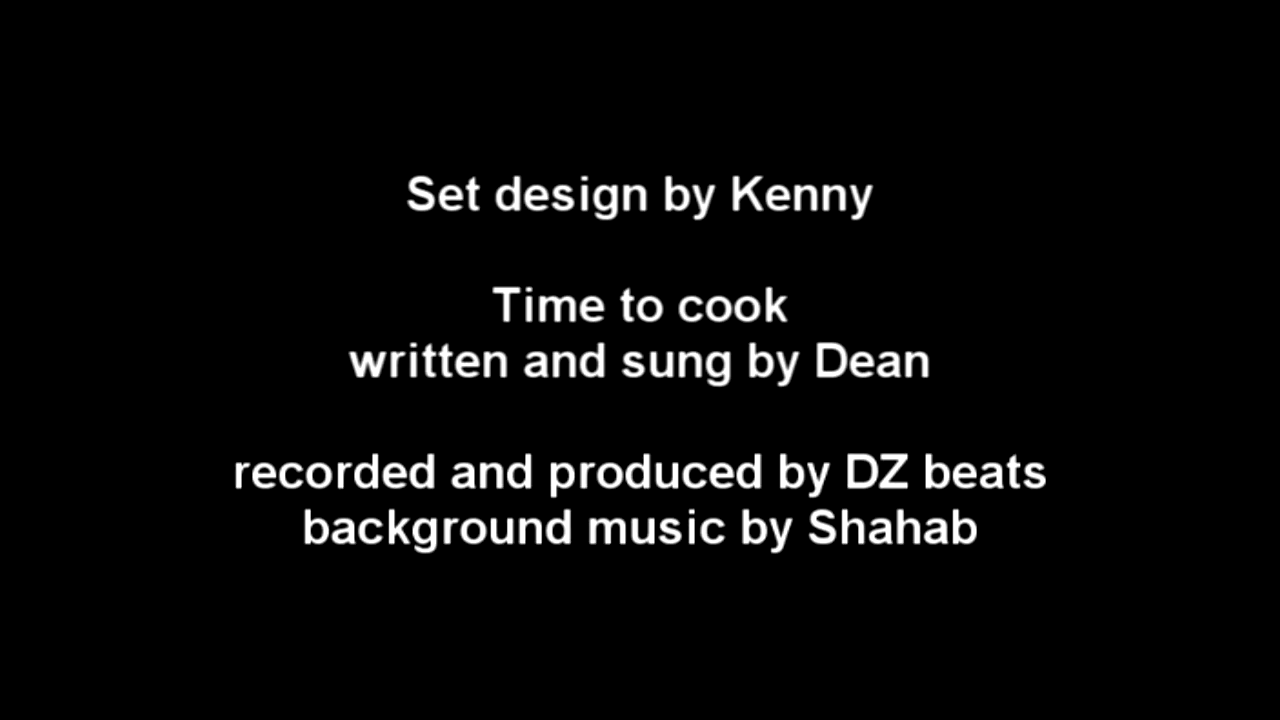 Set design by Kenny
Time to cook
written and sung by Dean
recorded and produced by DZ beats
background music by Shahab